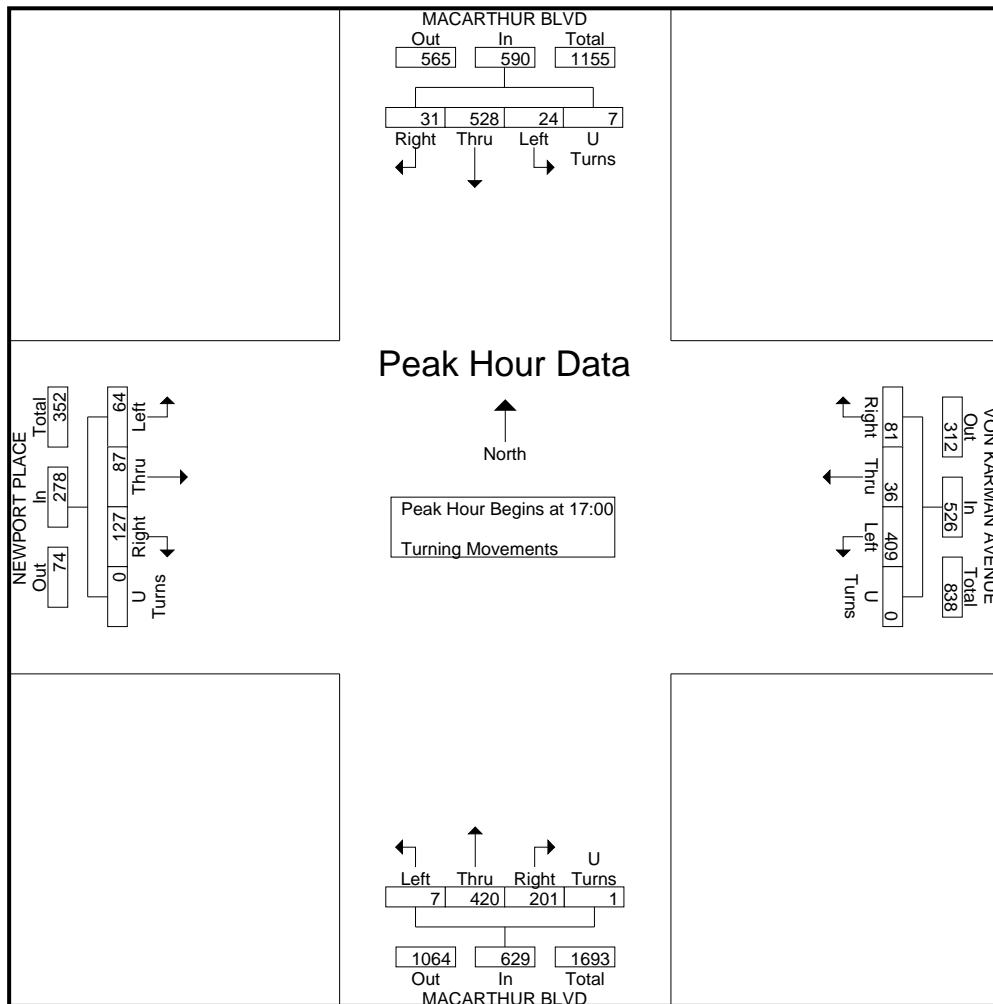 MACARTHUR BLVD
Out In Total
565 590 1155
31 528 24 7
Right Thru Left U
Turns
Peak Hour Data
North
Peak Hour Begins at 17:00
Turning Movements
NEWPORT PLACE
Out In Total
74 278 352
0 127 87 64
U Right Thru Left
Turns
VON KARMAN AVENUE
Out In Total
312 526 838
81 36 409 0
Right Thru Left U
Turns
U
Left Thru Right Turns
7 420 201 1
1064 629 1693
Out In Total
MACARTHUR BLVD